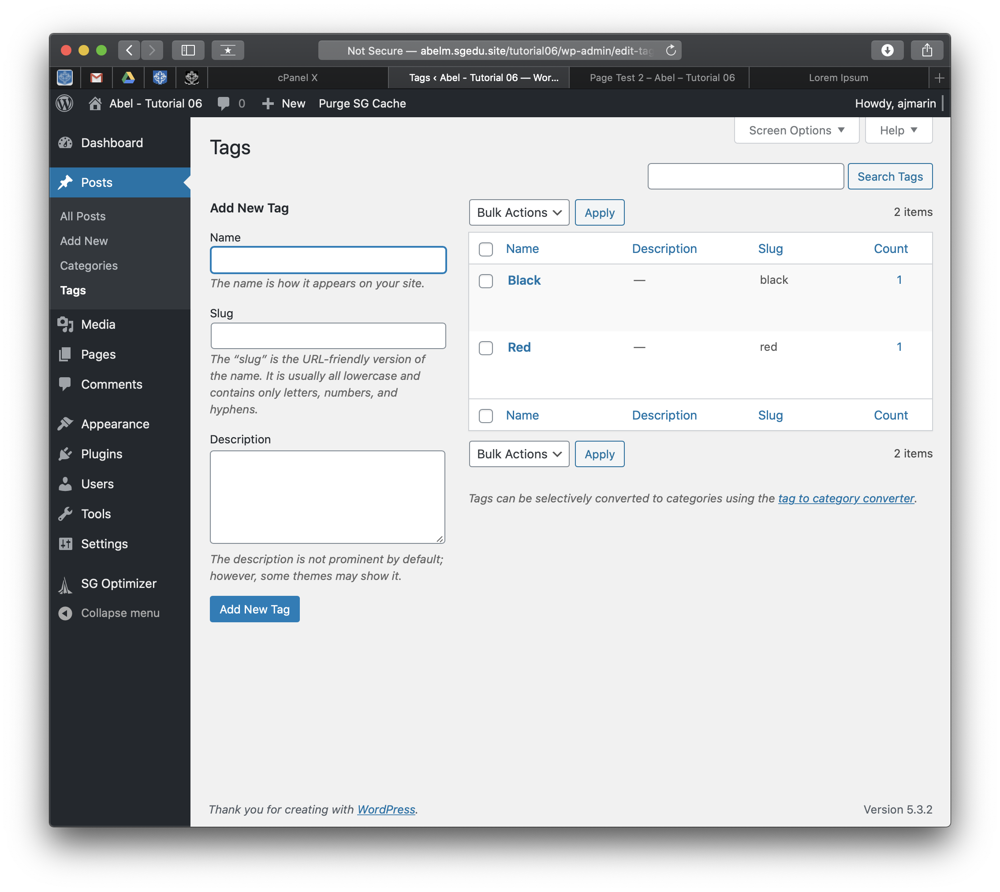 Not Secure — abelm.sgedu.site/tutorial06/wp-admin/edit-tag
cPanel X
Tags ‹ Abel - Tutorial 06 — Wor...
Page Test 2 – Abel – Tutorial 06
Lorem Ipsum
Abel - Tutorial 06
0
New
Purge SG Cache
Howdy, ajmarin
Dashboard
Posts
All Posts
Add New
Categories
Tags
Media
Pages
Comments
Appearance
Plugins
Users
Tools
Settings
SG Optimizer
Collapse menu
Screen Options
Help
Tags
Search Tags
Add New Tag
Name
The name is how it appears on your site.
Slug
The “slug” is the URL-friendly version of
the name. It is usually all lowercase and
contains only letters, numbers, and
hyphens.
Description
The description is not prominent by default;
however, some themes may show it.
Add New Tag
Bulk Actions
Apply
2 items
Name Description Slug Count
Black — black 1
Red — red 1
Name Description Slug Count
Bulk Actions
Apply
2 items
Tags can be selectively converted to categories using the tag to category converter.
Thank you for creating with WordPress.
Version 5.3.2